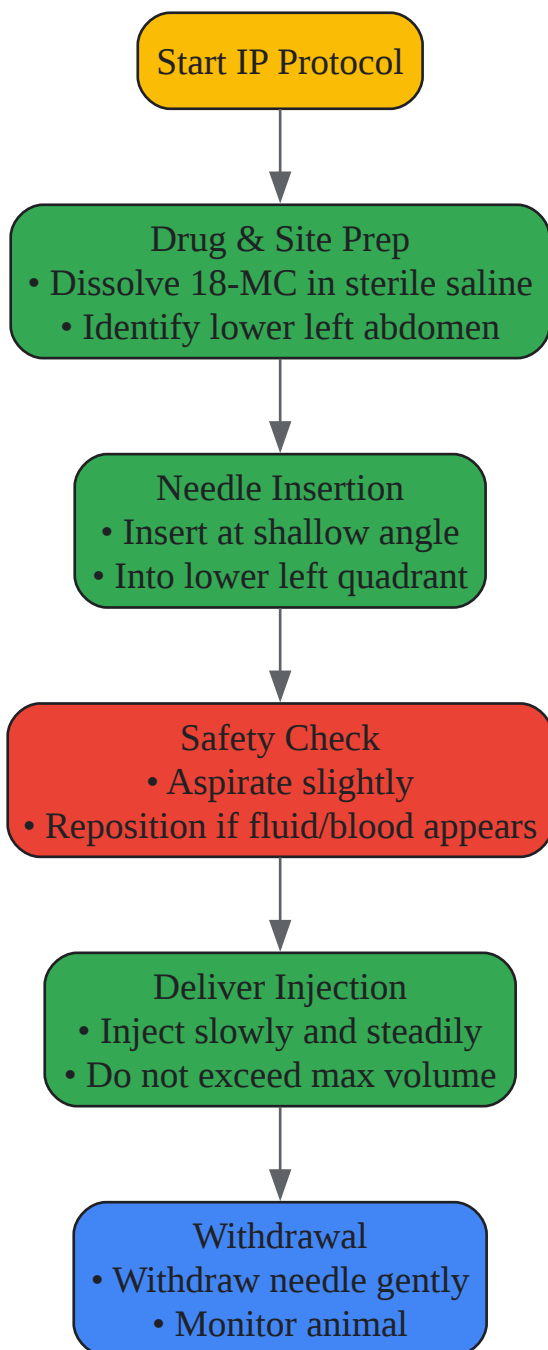 Start IP Protocol
Drug & Site Prep
• Dissolve 18-MC in sterile saline
• Identify lower left abdomen
Needle Insertion
• Insert at shallow angle
• Into lower left quadrant
Safety Check
• Aspirate slightly
• Reposition if fluid/blood appears
Deliver Injection
• Inject slowly and steadily
• Do not exceed max volume
Withdrawal
• Withdraw needle gently
• Monitor animal